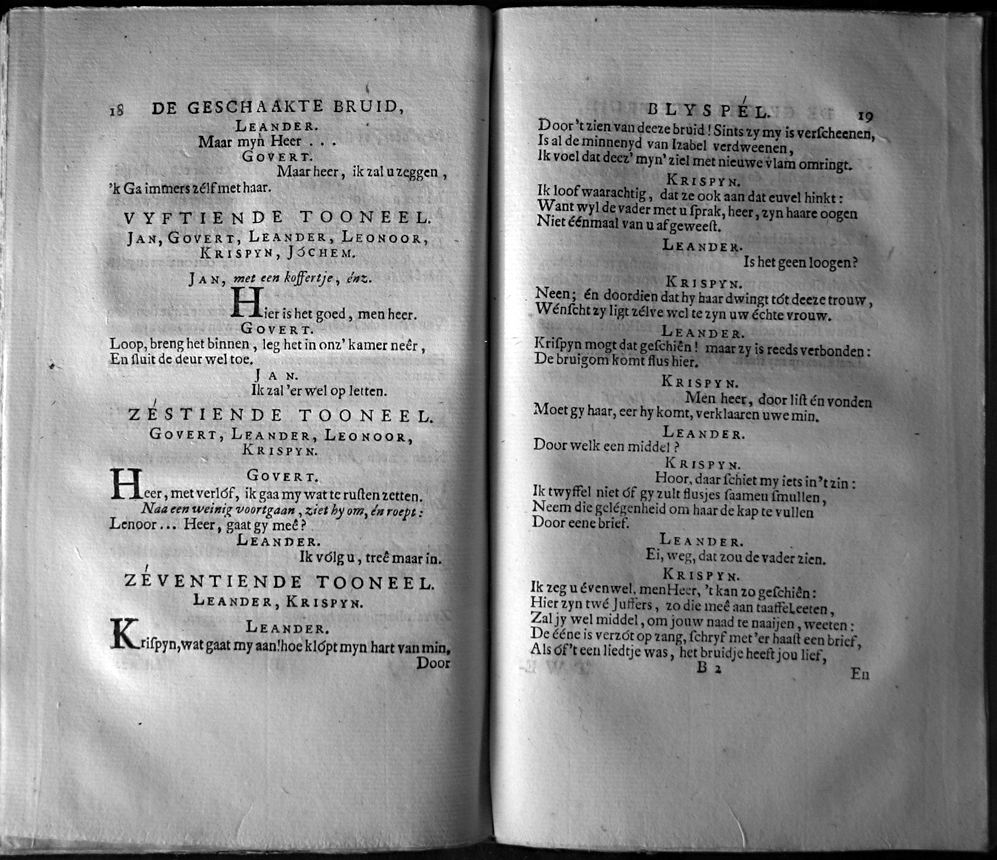 18 DE GESCHAAKTE BRUID,
LEANDER.
Maar myn Heer . . .
GOVERT.
Maar heer, ik zal u zeggen,
'k Ga immers zélf met haar.
VYFTIENDE TOONEEL.
JAN, GOVERT, LEANDER, LEONOOR,
KRISPYN, JÓCHEM.
JAN, met een koffertje, énz.
Hier is het goed, men heer.
GOVERT.
Loop, breng het binnen, leg het in onz' kamer neêr,
En ſluit de deur wel toe.
JAN.
Ik zal 'er wel op letten.
ZÉSTIENDE TOONEEL.
GOVERT, LEANDER, LEONOOR,
KRISPYN.
GOVERT.
Heer, met verlóf, ik gaa my wat te ruſten zetten.
Naa een weinig voortgaan, ziet hy om, én roept:
Lenoor... Heer, gaat gy meê?
LEANDER.
Ik vólg u, treê maar in.
ZÉVENTIENDE TOONEEL.
LEANDER, KRISPYN.
LEANDER.
Kriſpyn, wat gaat my aan! hoe klópt myn hart van min,
Door
BLYSPÉL. 19
Door 't zien van deeze bruid! Sints zy my is verſcheenen,
Is al de minnenyd van Izabel verdweenen,
Ik voel dat deez' myn' ziel met nieuwe vlam omringt.
KRISPYN.
Ik loof waarachtig, dat ze ook aan dat euvel hinkt:
Want wyl de vader met u ſprak, heer, zyn haare oogen
Niet éénmaal van u af geweeſt.
LEANDER.
Is het geen loogen?
KRISPYN.
Neen; én doordien dat hy haar dwingt tót deeze trouw,
Wénſcht zy ligt zélve wel te zyn uw échte vrouw.
LEANDER.
Kriſpyn mogt dat geſchiên! maar zy is reeds verbonden:
De bruigom komt ſlus hier.
KRISPYN.
Men heer, door liſt én vonden
Moet gy haar, eer hy komt, verklaaren uwe min.
LEANDER.
Door welk een middel?
KRISPYN.
Hoor, daar ſchiet my iets in 't zin:
Ik twyffel niet óf gy zult fluſjes ſaamen ſmullen,
Neem die gelégenheid om haar de kap te vullen
Door eene brief.
LEANDER.
Ei, weg, dat zou de vader zien.
KRISPYN.
Ik zeg u évenwel, men Heer, 't kan zo geſchiên:
Hier zyn twé Juffers, zo die meê aan taaffel eeten,
Zal jy wel middel, om jouw naad te naaijen, weeten:
De ééne is verzót op zang, ſchryf met 'er haaſt een brief,
Als óf 't een liedtje was, het bruidje heeft jou lief,
B 2
En